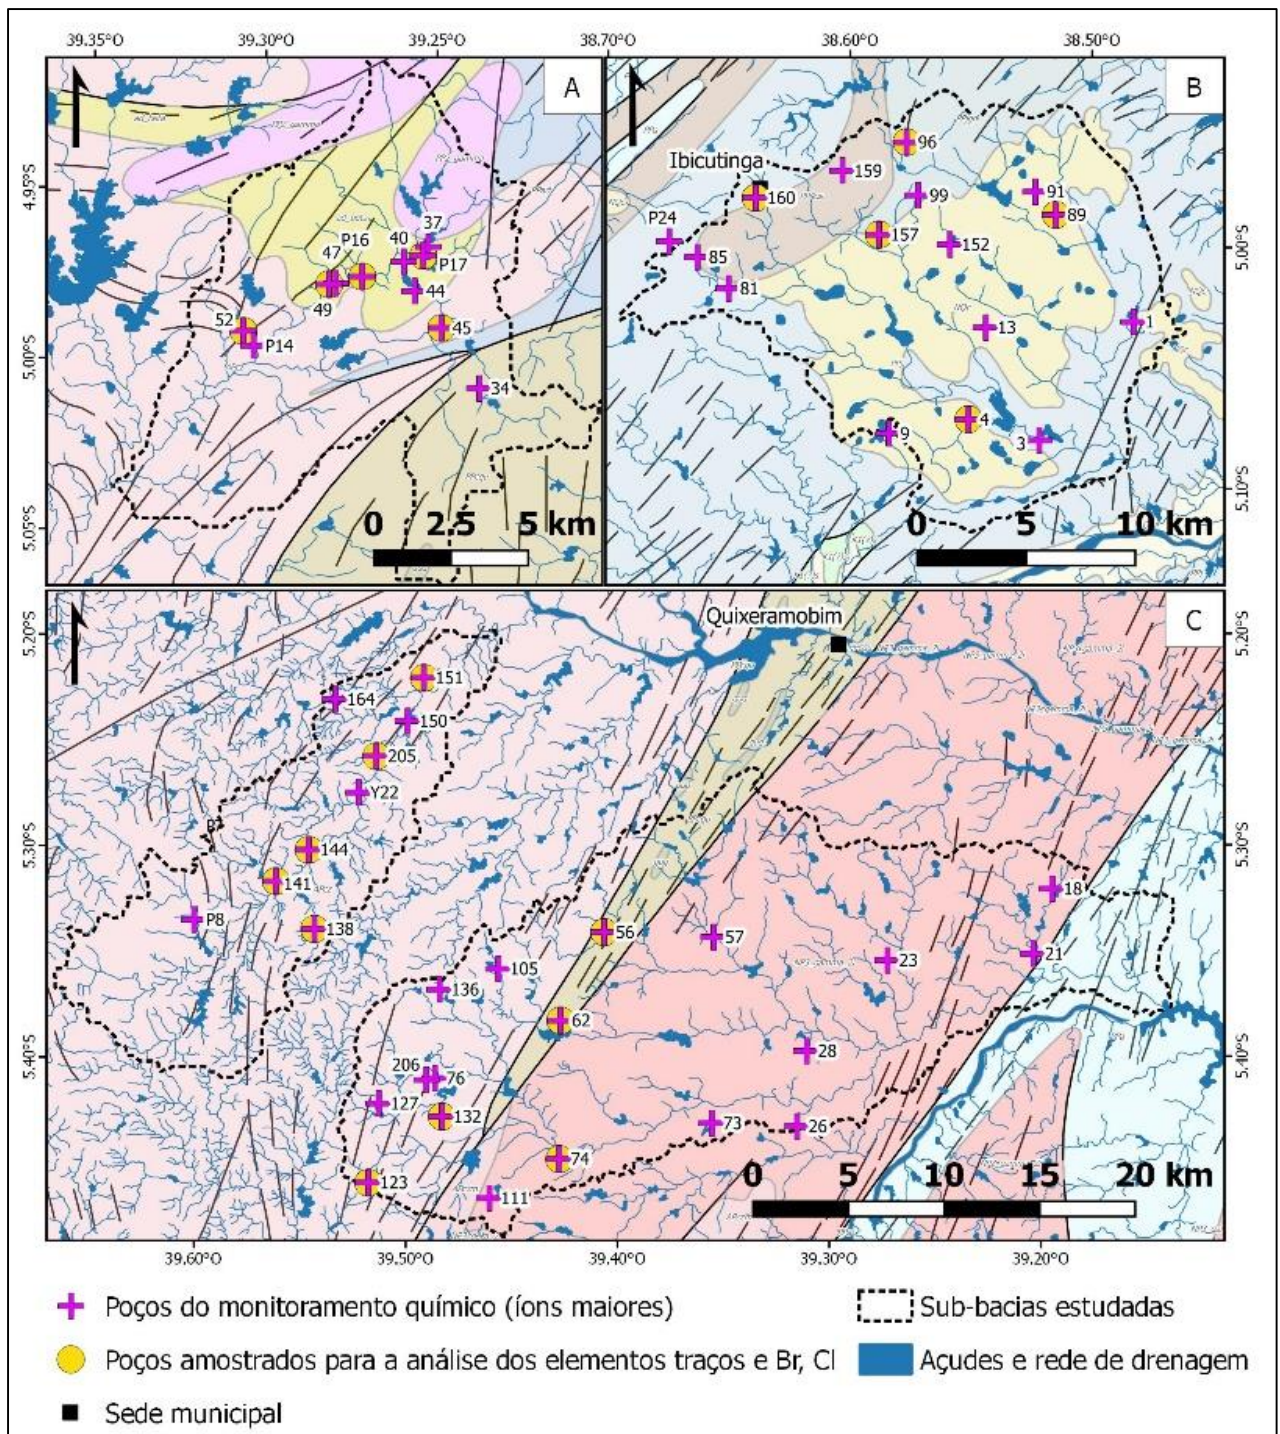 39.35°O 39.30°O 39.25°O 38.70°O 38.60°O 38.50°O
A
B
4.95°S
5.00°S
5.05°S
37
40
P16
47
P17
49
44
52
45
P14
34
0 2.5 5 km
96
Ibicutinga
159
160
99
91
89
P24
157
152
85
81
13
1
4
9
3
5.00°S
5.10°S
0 5 10 km
Quixeramobim
C
5.20°S
5.30°S
5.40°S
5.20°S
5.30°S
5.40°S
151
164
150
205
Y22
144
141
P8
138
56
57
18
23
21
105
136
62
28
206
76
127
132
73
26
74
123
111
0 5 10 15 20 km
39.60°O 39.50°O 39.40°O 39.30°O 39.20°O
Poços do monitoramento químico (íons maiores)
Sub-bacias estudadas
Poços amostrados para a análise dos elementos traços e Br, Cl
Açudes e rede de drenagem
Sede municipal